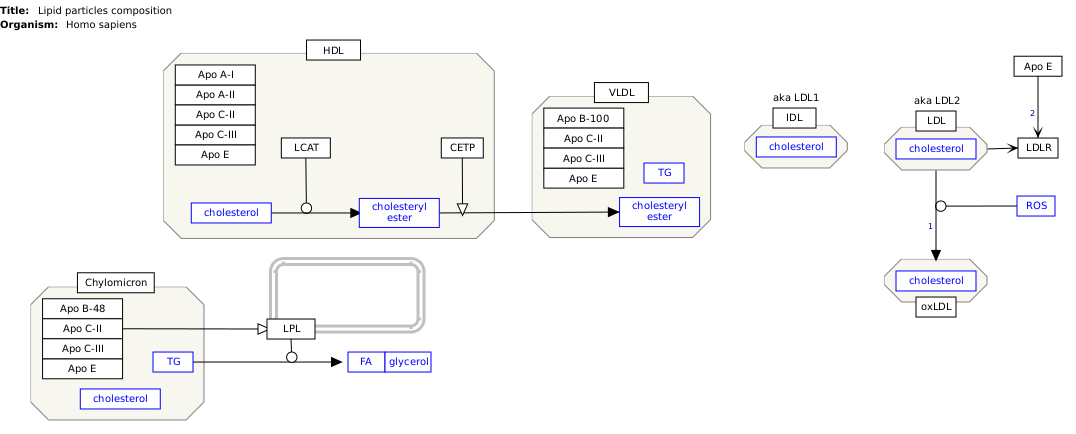 Title: Lipid particles composition
Organism: Homo sapiens
HDL
Apo A-I
Apo A-II
Apo C-II
Apo C-III
Apo E
LCAT
CETP
cholesterol
cholesteryl
ester
VLDL
Apo B-100
Apo C-II
Apo C-III
Apo E
TG
cholesteryl
ester
aka LDL1
IDL
cholesterol
aka LDL2
LDL
cholesterol
Apo E
2
LDLR
ROS
1
cholesterol
oxLDL
Chylomicron
Apo B-48
Apo C-II
Apo C-III
Apo E
TG
cholesterol
LPL
FA
glycerol